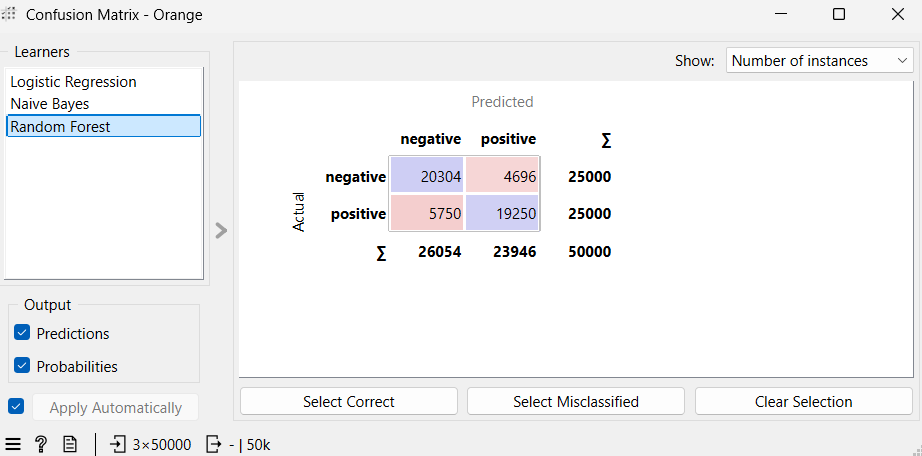 Confusion Matrix - Orange
Learners
Logistic Regression
Naive Bayes
Random Forest
Output
Predictions
Probabilities
Apply Automatically
Show: Number of instances
Predicted
negative positive ∑
negative 20304 4696 25000
positive 5750 19250 25000
∑ 26054 23946 50000
Actual
Select Correct Select Misclassified Clear Selection
? 3×50000 - | 50k